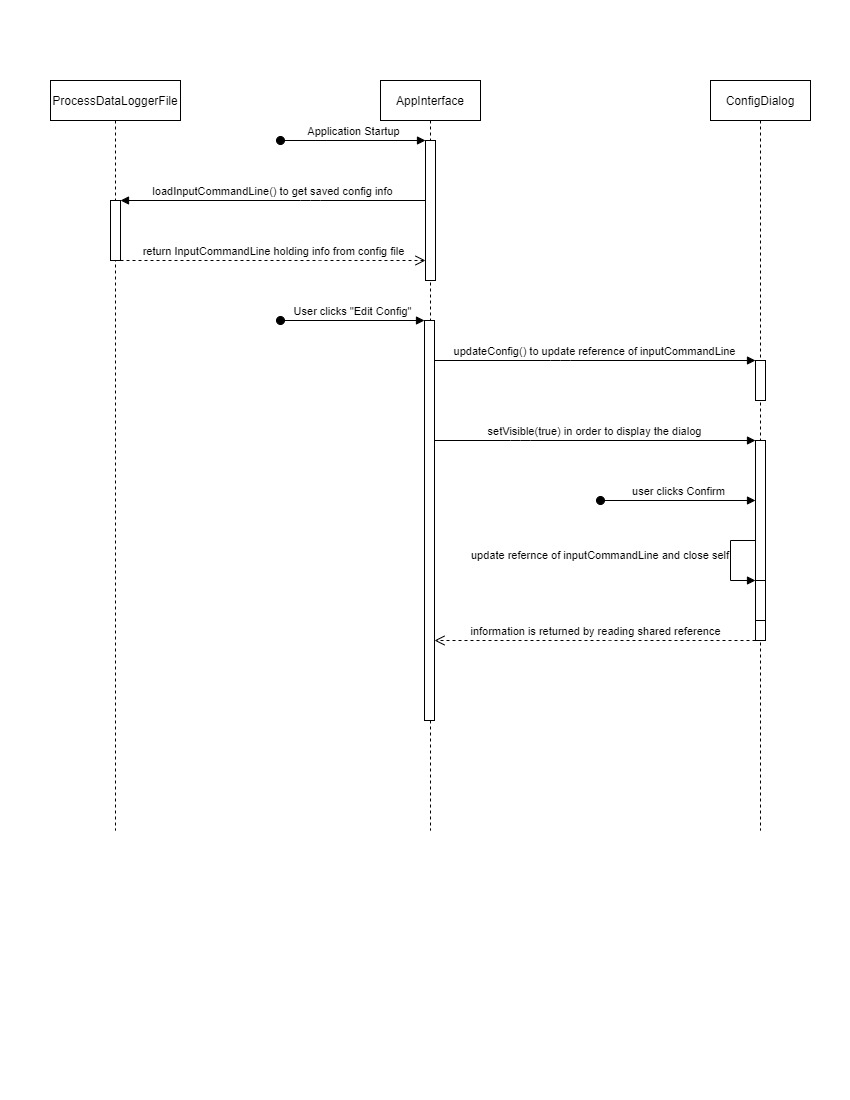 ProcessDataLoggerFile
AppInterface
ConfigDialog
Application Startup
loadInputCommandLine() to get saved config info
return InputCommandLine holding info from config file
User clicks "Edit Config"
updateConfig() to update reference of inputCommandLine
setVisible(true) in order to display the dialog
user clicks Confirm
update refernce of inputCommandLine and close self
information is returned by reading shared reference